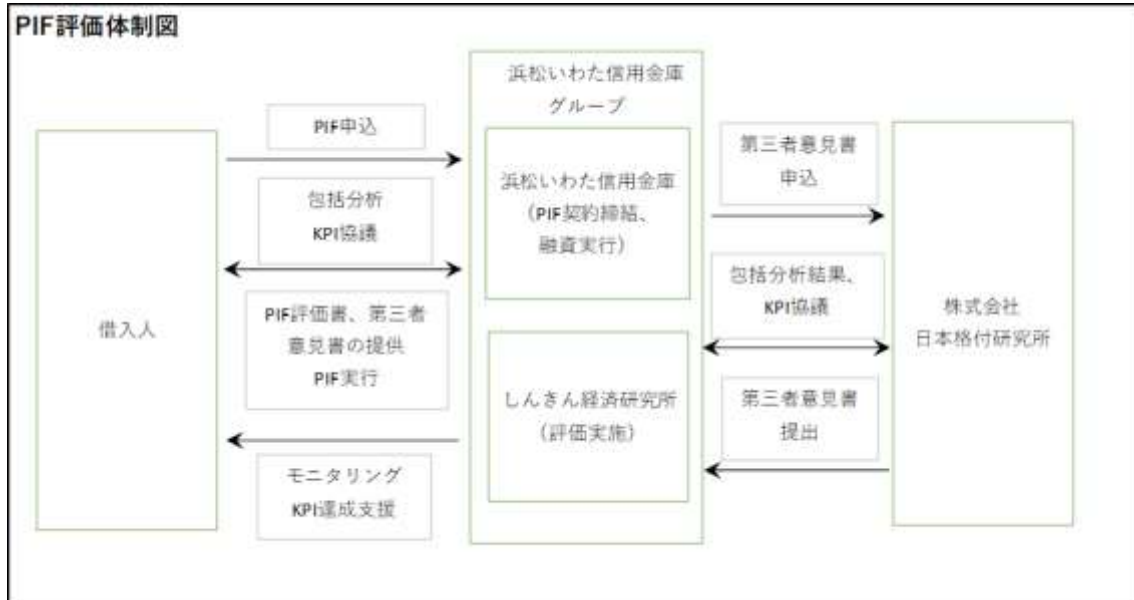 PIF評価体制図
浜松いわた信用金庫
グループ
PIF申込
包括分析
KPI協議
PIF評価書、第三者
意見書の提供
PIF実行
モニタリング
KPI達成支援
借入人
浜松いわた信用金庫
（PIF契約締結、
融資実行）
しんきん経済研究所
（評価実施）
第三者意見書
申込
包括分析結果、
KPI協議
第三者意見書
提出
株式会社
日本格付研究所